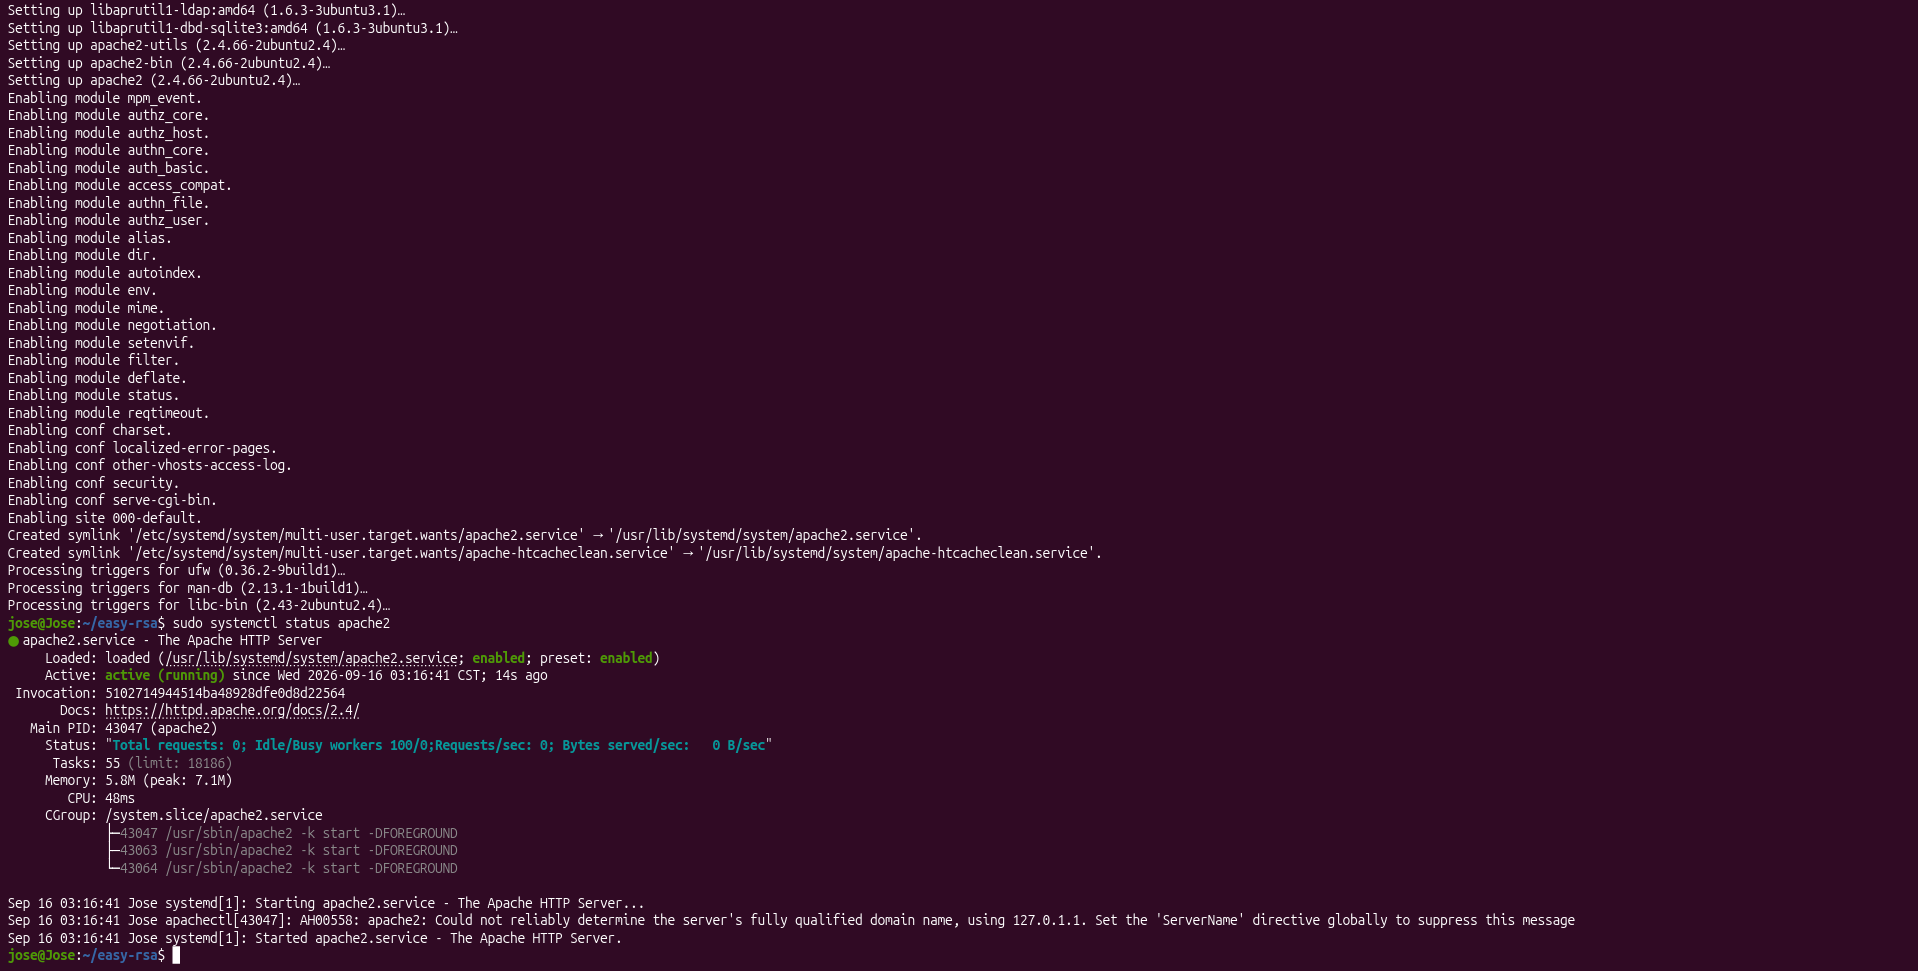 Setting up libaprutil1-ldap:amd64 (1.6.3-3ubuntu3.1)…
Setting up libaprutil1-dbd-sqlite3:amd64 (1.6.3-3ubuntu3.1)…
Setting up apache2-utils (2.4.66-2ubuntu2.4)…
Setting up apache2-bin (2.4.66-2ubuntu2.4)…
Setting up apache2 (2.4.66-2ubuntu2.4)…
Enabling module mpm_event.
Enabling module authz_core.
Enabling module authz_host.
Enabling module authn_core.
Enabling module auth_basic.
Enabling module access_compat.
Enabling module authn_file.
Enabling module authz_user.
Enabling module alias.
Enabling module dir.
Enabling module autoindex.
Enabling module env.
Enabling module mime.
Enabling module negotiation.
Enabling module setenvif.
Enabling module filter.
Enabling module deflate.
Enabling module status.
Enabling module reqtimeout.
Enabling conf charset.
Enabling conf localized-error-pages.
Enabling conf other-vhosts-access-log.
Enabling conf security.
Enabling conf serve-cgi-bin.
Enabling site 000-default.
Created symlink '/etc/systemd/system/multi-user.target.wants/apache2.service' → '/usr/lib/systemd/system/apache2.service'.
Created symlink '/etc/systemd/system/multi-user.target.wants/apache-htcacheclean.service' → '/usr/lib/systemd/system/apache-htcacheclean.service'.
Processing triggers for ufw (0.36.2-9build1)…
Processing triggers for man-db (2.13.1-1build1)…
Processing triggers for libc-bin (2.43-2ubuntu2.4)…
jose@Jose:~/easy-rsa$ sudo systemctl status apache2
● apache2.service - The Apache HTTP Server
     Loaded: loaded (/usr/lib/systemd/system/apache2.service; enabled; preset: enabled)
     Active: active (running) since Wed 2026-09-16 03:16:41 CST; 14s ago
 Invocation: 5102714944514ba48928dfe0d8d22564
       Docs: https://httpd.apache.org/docs/2.4/
   Main PID: 43047 (apache2)
     Status: "Total requests: 0; Idle/Busy workers 100/0;Requests/sec: 0; Bytes served/sec:   0 B/sec"
      Tasks: 55 (limit: 18186)
     Memory: 5.8M (peak: 7.1M)
        CPU: 48ms
     CGroup: /system.slice/apache2.service
             ├─43047 /usr/sbin/apache2 -k start -DFOREGROUND
             ├─43063 /usr/sbin/apache2 -k start -DFOREGROUND
             └─43064 /usr/sbin/apache2 -k start -DFOREGROUND

Sep 16 03:16:41 Jose systemd[1]: Starting apache2.service - The Apache HTTP Server...
Sep 16 03:16:41 Jose apachectl[43047]: AH00558: apache2: Could not reliably determine the server's fully qualified domain name, using 127.0.1.1. Set the 'ServerName' directive globally to suppress this message
Sep 16 03:16:41 Jose systemd[1]: Started apache2.service - The Apache HTTP Server.
jose@Jose:~/easy-rsa$